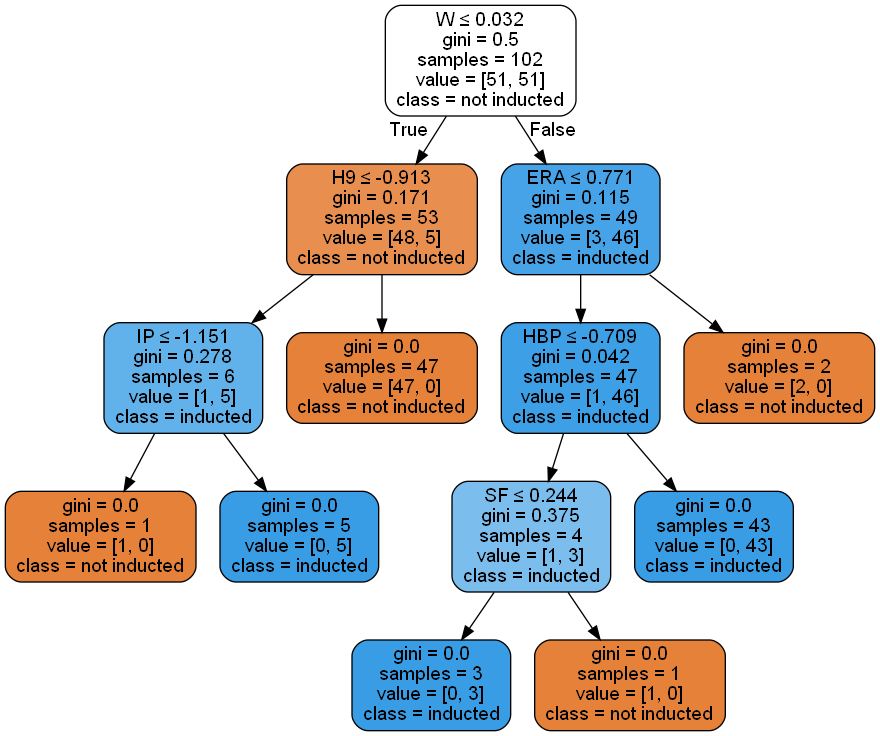 W ≤ 0.032
gini = 0.5
samples = 102
value = [51, 51]
class = not inducted
True
False
H9 ≤ -0.913
gini = 0.171
samples = 53
value = [48, 5]
class = not inducted
ERA ≤ 0.771
gini = 0.115
samples = 49
value = [3, 46]
class = inducted
IP ≤ -1.151
gini = 0.278
samples = 6
value = [1, 5]
class = inducted
gini = 0.0
samples = 47
value = [47, 0]
class = not inducted
HBP ≤ -0.709
gini = 0.042
samples = 47
value = [1, 46]
class = inducted
gini = 0.0
samples = 2
value = [2, 0]
class = not inducted
gini = 0.0
samples = 1
value = [1, 0]
class = not inducted
gini = 0.0
samples = 5
value = [0, 5]
class = inducted
SF ≤ 0.244
gini = 0.375
samples = 4
value = [1, 3]
class = inducted
gini = 0.0
samples = 43
value = [0, 43]
class = inducted
gini = 0.0
samples = 3
value = [0, 3]
class = inducted
gini = 0.0
samples = 1
value = [1, 0]
class = not inducted